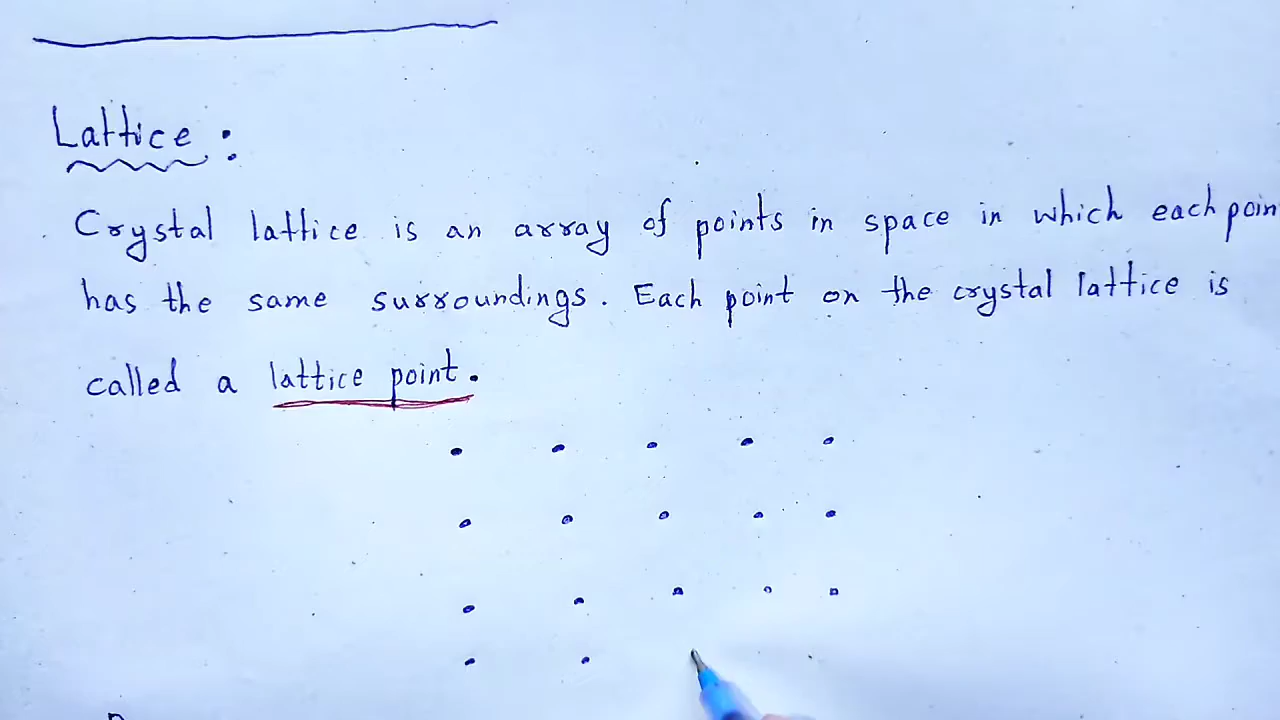 Lattice :
Crystal lattice is an array of points in space in which each poin
has the same surroundings. Each point on the crystal lattice is
called a lattice point.